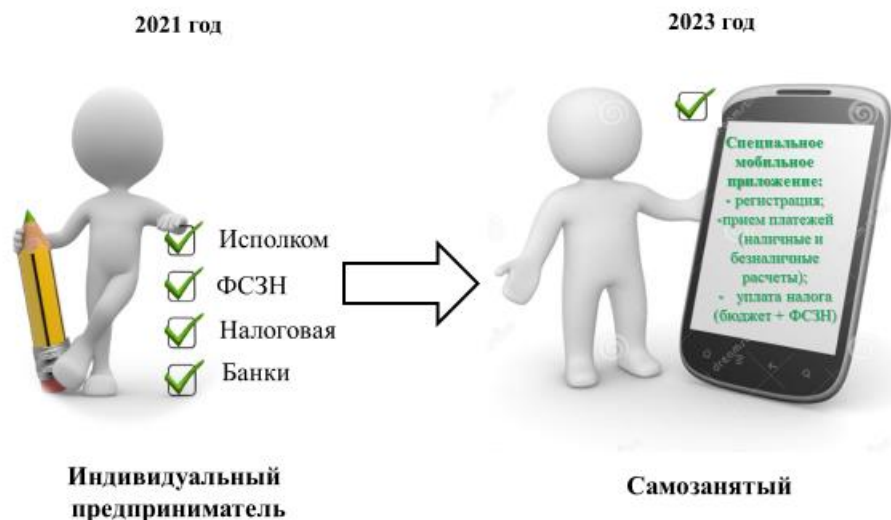 2021 год
2023 год
Исполком
ФСЗН
Налоговая
Банки
Специальное
мобильное
приложение:
- регистрация;
-прием платежей
(наличные и
безналичные
расчеты);
- уплата налога
(бюджет + ФСЗН)
Индивидуальный
предприниматель
Самозанятый